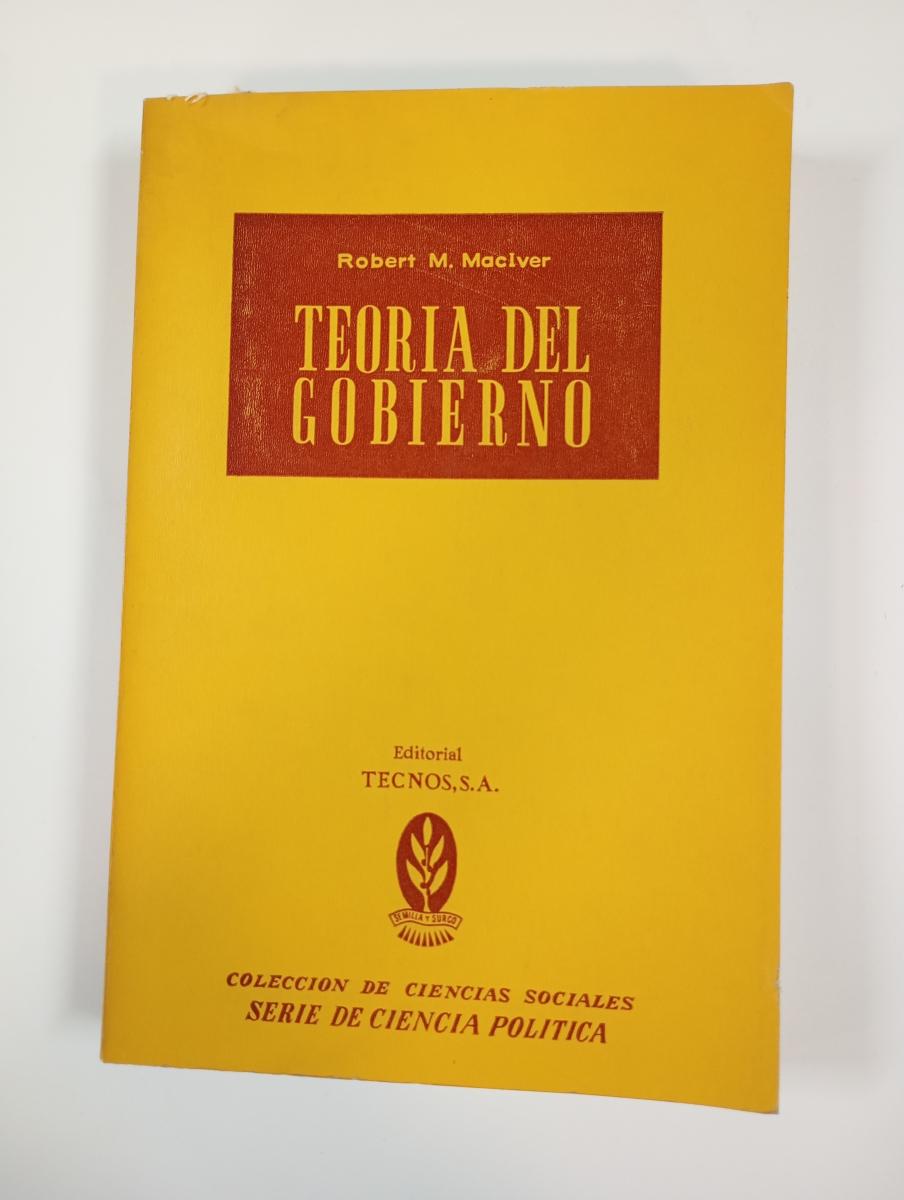 Robert M. MacIver
TEORIA DEL
GOBIERNO
Editorial
TECNOS, S.A.
SEMILLA Y SURCO
COLECCION DE CIENCIAS SOCIALES
SERIE DE CIENCIA POLITICA